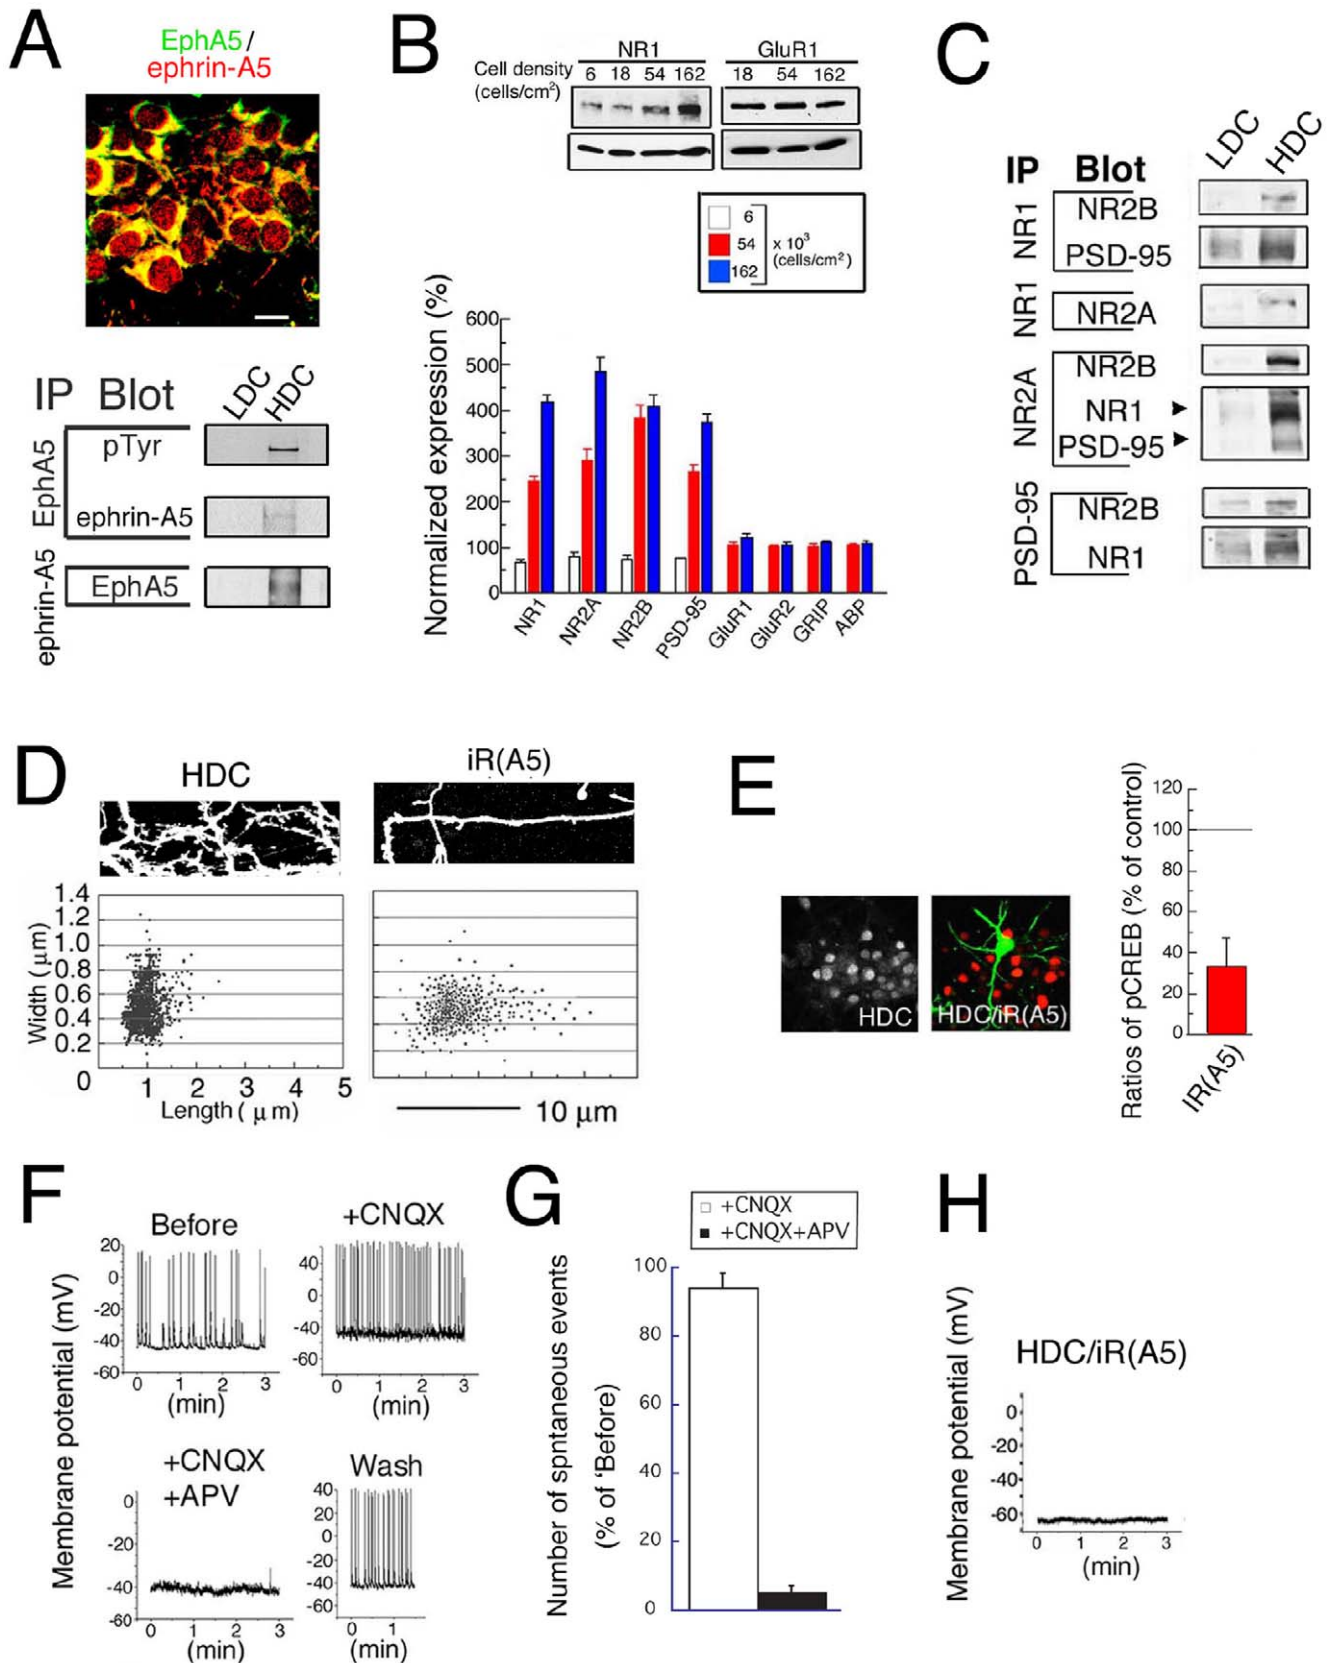 A
EphA5/
ephrin-A5
IP Blot
LDC
HDC
EphA5
pTyr
ephrin-A5
ephrin-A5
EphA5
B
NR1
GluR1
Cell density
(cells/cm²)
6 18 54 162
18 54 162
6
54
162
x 10³
(cells/cm²)
Normalized expression (%)
600
500
400
300
200
100
0
NR1
NR2A
NR2B
PSD-95
GluR1
GluR2
GRIP
ABP
C
LDC
HDC
IP Blot
NR1
NR2B
PSD-95
NR1
NR2A
NR2A
NR2B
NR1
PSD-95
PSD-95
NR2B
NR1
D
HDC
iR(A5)
Width (μm)
1.4
1.2
1.0
0.8
0.6
0.4
0.2
0
1 2 3 4 5
Length ( μm)
10 μm
E
HDC
HDC/iR(A5)
Ratios of pCREB (% of control)
120
100
80
60
40
20
0
IR(A5)
F
Membrane potential (mV)
Before
20
0
-20
-40
-60
0 1 2 3
(min)
+CNQX
40
0
-40
-60
0 1 2 3
(min)
+CNQX
+APV
0
-20
-40
-60
0 1 2 3
(min)
Wash
40
20
0
-20
-40
-60
0 1
(min)
G
+CNQX
+CNQX+APV
Number of spntaneous events
(% of ‘Before)
100
80
60
40
20
0
H
Membrane potential (mV)
HDC/iR(A5)
0
-20
-40
-60
0 1 2 3
(min)